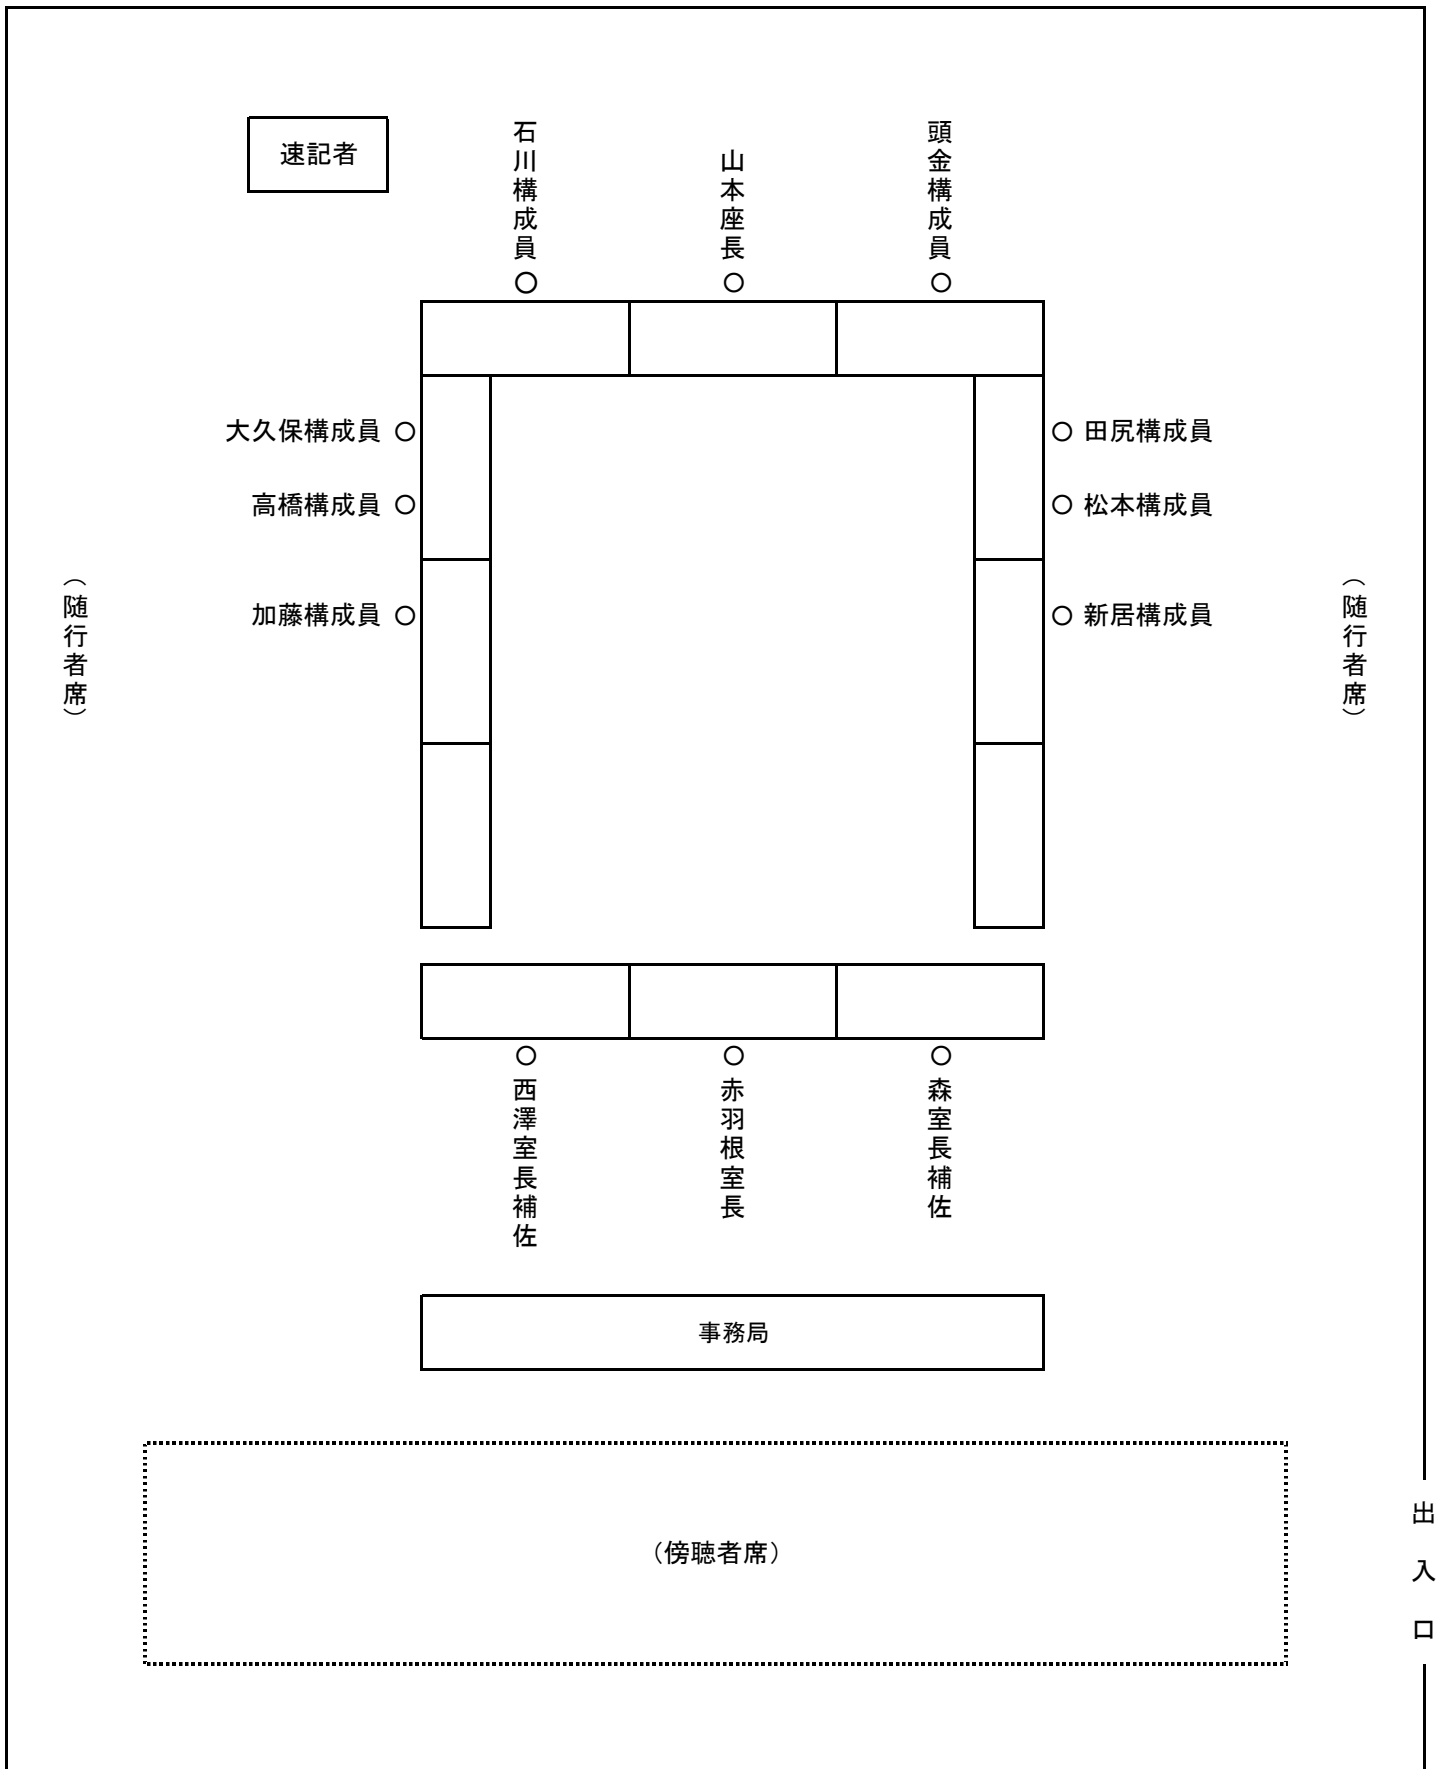 速記者
石川構成員
○
山本座長
○
頭金構成員
○
大久保構成員 ○
○ 田尻構成員
高橋構成員 ○
○ 松本構成員
加藤構成員 ○
○ 新居構成員
（随行者席）
（随行者席）
○
西澤室長補佐
○
赤羽根室長
○
森室長補佐
事務局
（傍聴者席）
出入口